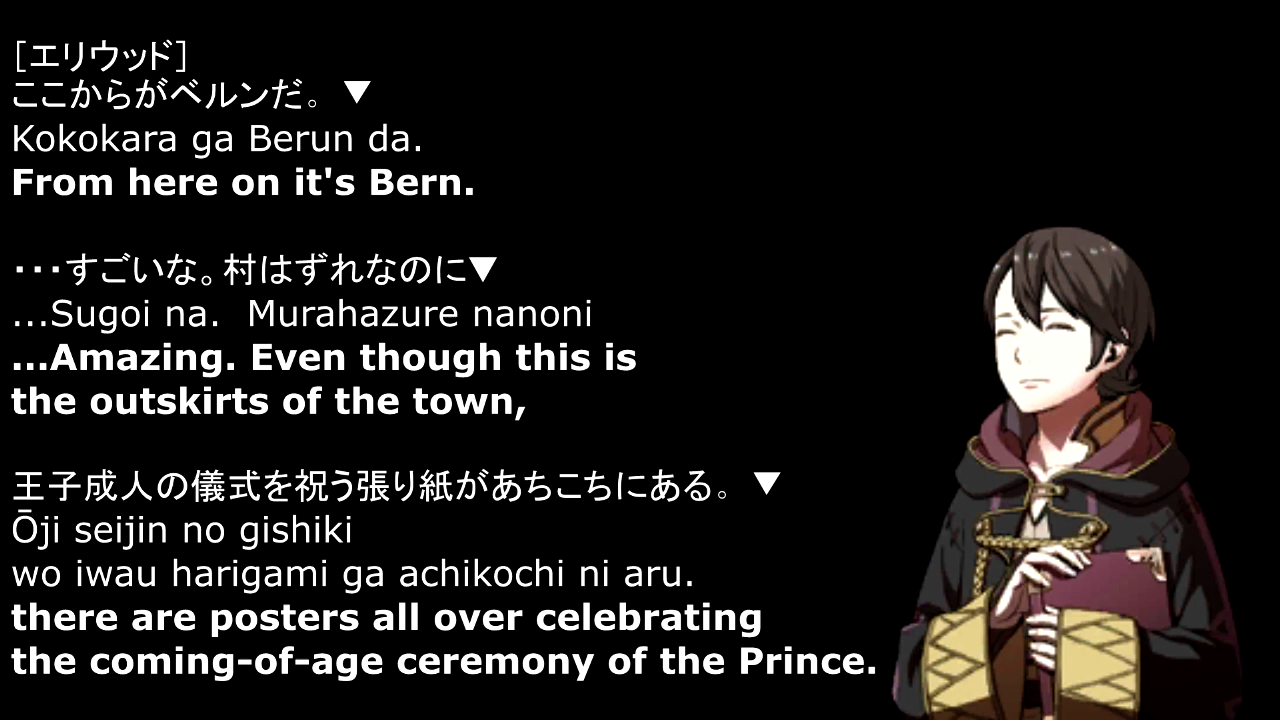 [エリウッド]
ここからがベルンだ。 ▼
Kokokara ga Berun da.
From here on it's Bern.
・・・すごいな。村はずれなのに▼
...Sugoi na.  Murahazure nanoni
...Amazing. Even though this is
the outskirts of the town,
王子成人の儀式を祝う張り紙があちこちにある。 ▼
Ōji seijin no gishiki
wo iwau harigami ga achikochi ni aru.
there are posters all over celebrating
the coming-of-age ceremony of the Prince.